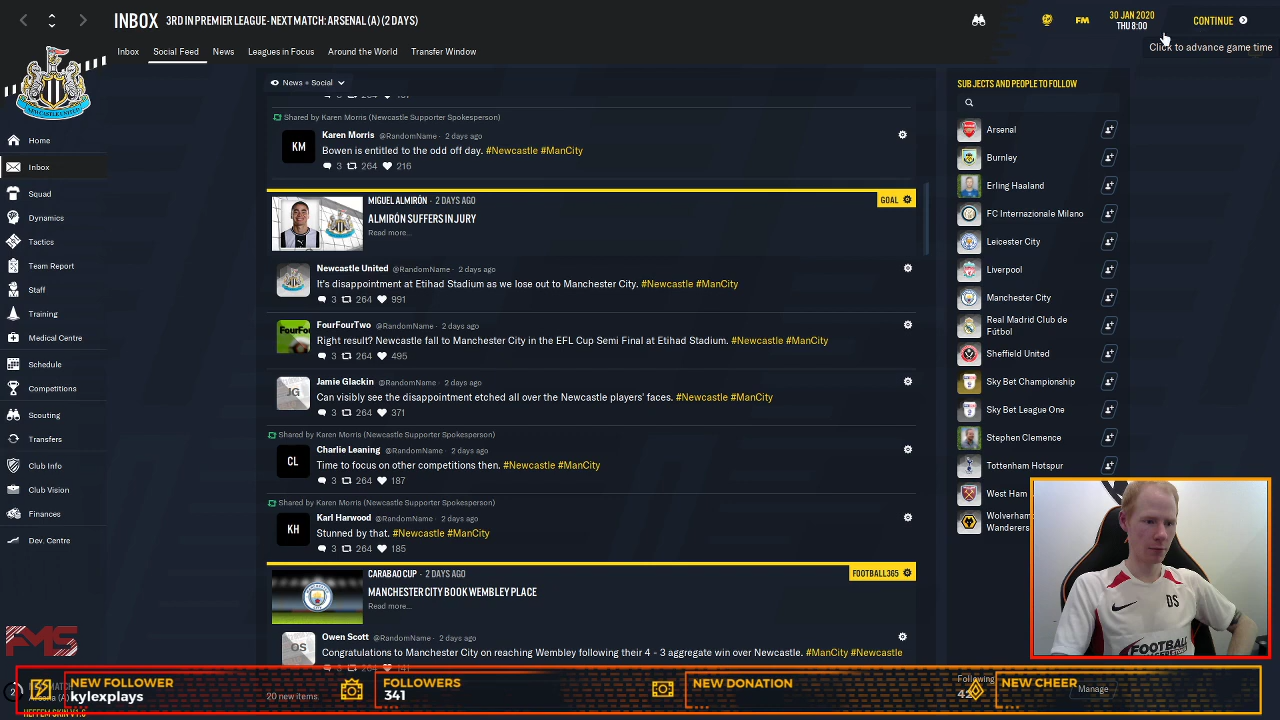 INBOX
3RD IN PREMIER LEAGUE - NEXT MATCH: ARSENAL (A) (2 DAYS)
FM
30 JAN 2020
THU 8:00
CONTINUE
Click to advance game time
Inbox
Social Feed
News
Leagues in Focus
Around the World
Transfer Window
NEWCASTLE UNITED
Home
Inbox
Squad
Dynamics
Tactics
Team Report
Staff
Training
Medical Centre
Schedule
Competitions
Scouting
Transfers
Club Info
Club Vision
Finances
Dev. Centre
News + Social
Shared by Karen Morris (Newcastle Supporter Spokesperson)
KM
Karen Morris @RandomName · 2 days ago
Bowen is entitled to the odd off day. #Newcastle #ManCity
3 264 216
MIGUEL ALMIRÓN - 2 DAYS AGO
GOAL
ALMIRÓN SUFFERS INJURY
Read more...
Newcastle United @RandomName · 2 days ago
It's disappointment at Etihad Stadium as we lose out to Manchester City. #Newcastle #ManCity
3 264 991
FourFourTwo @RandomName · 2 days ago
Right result? Newcastle fall to Manchester City in the EFL Cup Semi Final at Etihad Stadium. #Newcastle #ManCity
3 264 495
JG
Jamie Glackin @RandomName · 2 days ago
Can visibly see the disappointment etched all over the Newcastle players' faces. #Newcastle #ManCity
3 264 371
Shared by Karen Morris (Newcastle Supporter Spokesperson)
CL
Charlie Leaning @RandomName · 2 days ago
Time to focus on other competitions then. #Newcastle #ManCity
3 264 187
Shared by Karen Morris (Newcastle Supporter Spokesperson)
KH
Karl Harwood @RandomName · 2 days ago
Stunned by that. #Newcastle #ManCity
3 264 185
CARABAO CUP - 2 DAYS AGO
FOOTBALL365
MANCHESTER CITY BOOK WEMBLEY PLACE
Read more...
OS
Owen Scott @RandomName · 2 days ago
Congratulations to Manchester City on reaching Wembley following their 4 - 3 aggregate win over Newcastle. #ManCity #Newcastle
3 264 141
SUBJECTS AND PEOPLE TO FOLLOW
Arsenal
Burnley
Erling Haaland
FC Internazionale Milano
Leicester City
Liverpool
Manchester City
Real Madrid Club de
Fútbol
Sheffield United
Sky Bet Championship
Sky Bet League One
Stephen Clemence
Tottenham Hotspur
West Ham
Wolverham
Wanderers
DS
FOOTBALL
FMS
NEW FOLLOWER
kylexplays
20 new items
FOLLOWERS
341
NEW DONATION
Following
42
NEW CHEER
Manage